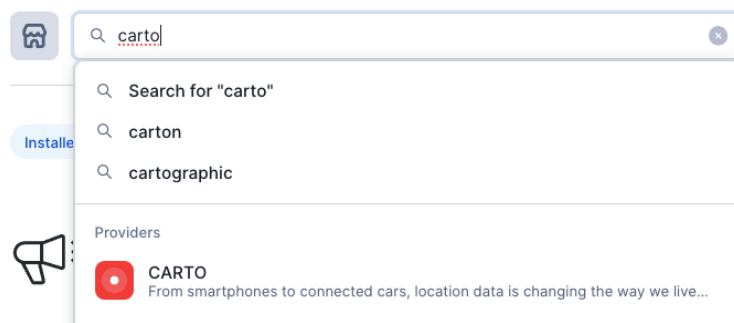 carto
Search for "carto"
carton
Installe
cartographic
Providers
CARTO
From smartphones to connected cars, location data is changing the way we live...